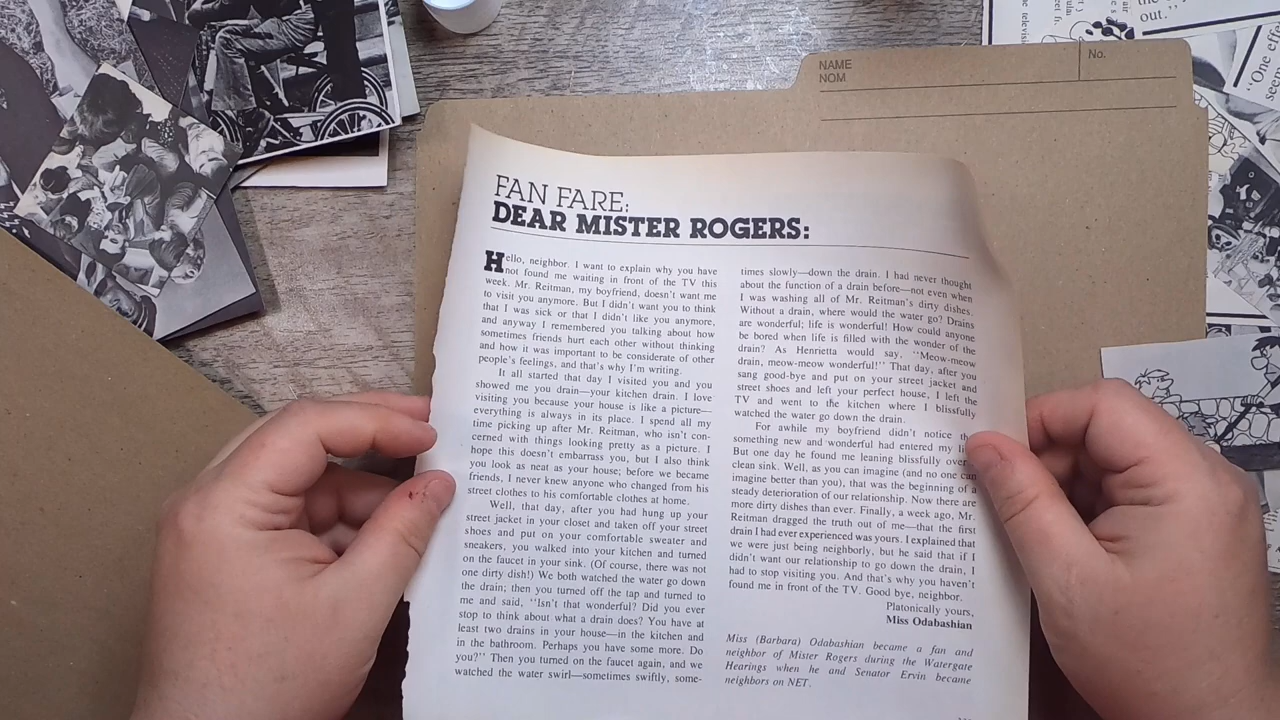 NAME
NOM
No.
out."
"One effe
FAN FARE:
DEAR MISTER ROGERS:
Hello, neighbor. I want to explain why you have
not found me waiting in front of the TV this
week. Mr. Reitman, my boyfriend, doesn't want me
to visit you anymore. But I didn't want you to think
that I was sick or that I didn't like you anymore,
and anyway I remembered you talking about how
sometimes friends hurt each other without thinking
and how it was important to be considerate of other
people's feelings, and that's why I'm writing.
It all started that day I visited you and you
showed me you drain—your kitchen drain. I love
visiting you because your house is like a picture—
everything is always in its place. I spend all my
time picking up after Mr. Reitman, who isn't con-
cerned with things looking pretty as a picture. I
hope this doesn't embarrass you, but I also think
you look as neat as your house; before we became
friends, I never knew anyone who changed from his
street clothes to his comfortable clothes at home.
Well, that day, after you had hung up your
street jacket in your closet and taken off your street
shoes and put on your comfortable sweater and
sneakers, you walked into your kitchen and turned
on the faucet in your sink. (Of course, there was not
one dirty dish!) We both watched the water go down
the drain; then you turned off the tap and turned to
me and said, "Isn't that wonderful? Did you ever
stop to think about what a drain does? You have at
least two drains in your house—in the kitchen and
in the bathroom. Perhaps you have some more. Do
you?" Then you turned on the faucet again, and we
watched the water swirl—sometimes swiftly, some-
times slowly—down the drain. I had never thought
about the function of a drain before—not even when
I was washing all of Mr. Reitman's dirty dishes.
Without a drain, where would the water go? Drains
are wonderful; life is wonderful! How could anyone
be bored when life is filled with the wonder of the
drain? As Henrietta would say, "Meow-meow
drain, meow-meow wonderful!" That day, after you
sang good-bye and put on your street jacket and
street shoes and left your perfect house, I left the
TV and went to the kitchen where I blissfully
watched the water go down the drain.
For awhile my boyfriend didn't notice th
something new and wonderful had entered my li
But one day he found me leaning blissfully over
clean sink. Well, as you can imagine (and no one can
imagine better than you), that was the beginning of a
steady deterioration of our relationship. Now there are
more dirty dishes than ever. Finally, a week ago, Mr.
Reitman dragged the truth out of me—that the first
drain I had ever experienced was yours. I explained that
we were just being neighborly, but he said that if I
didn't want our relationship to go down the drain, I
had to stop visiting you. And that's why you haven't
found me in front of the TV. Good bye, neighbor.
Platonically yours,
Miss Odabashian
Miss (Barbara) Odabashian became a fan and
neighbor of Mister Rogers during the Watergate
Hearings when he and Senator Ervin became
neighbors on NET.